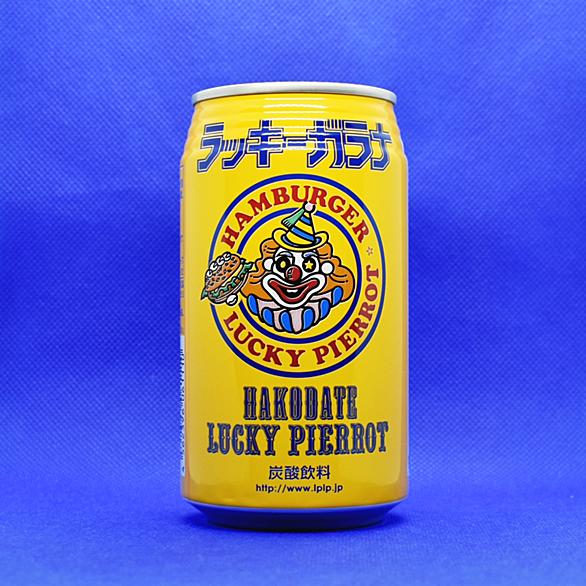 ラッキーガラナ
HAMBURGER
LUCKY PIERROT
HAKODATE
LUCKY PIERROT
炭酸飲料
http://www.lplp.jp